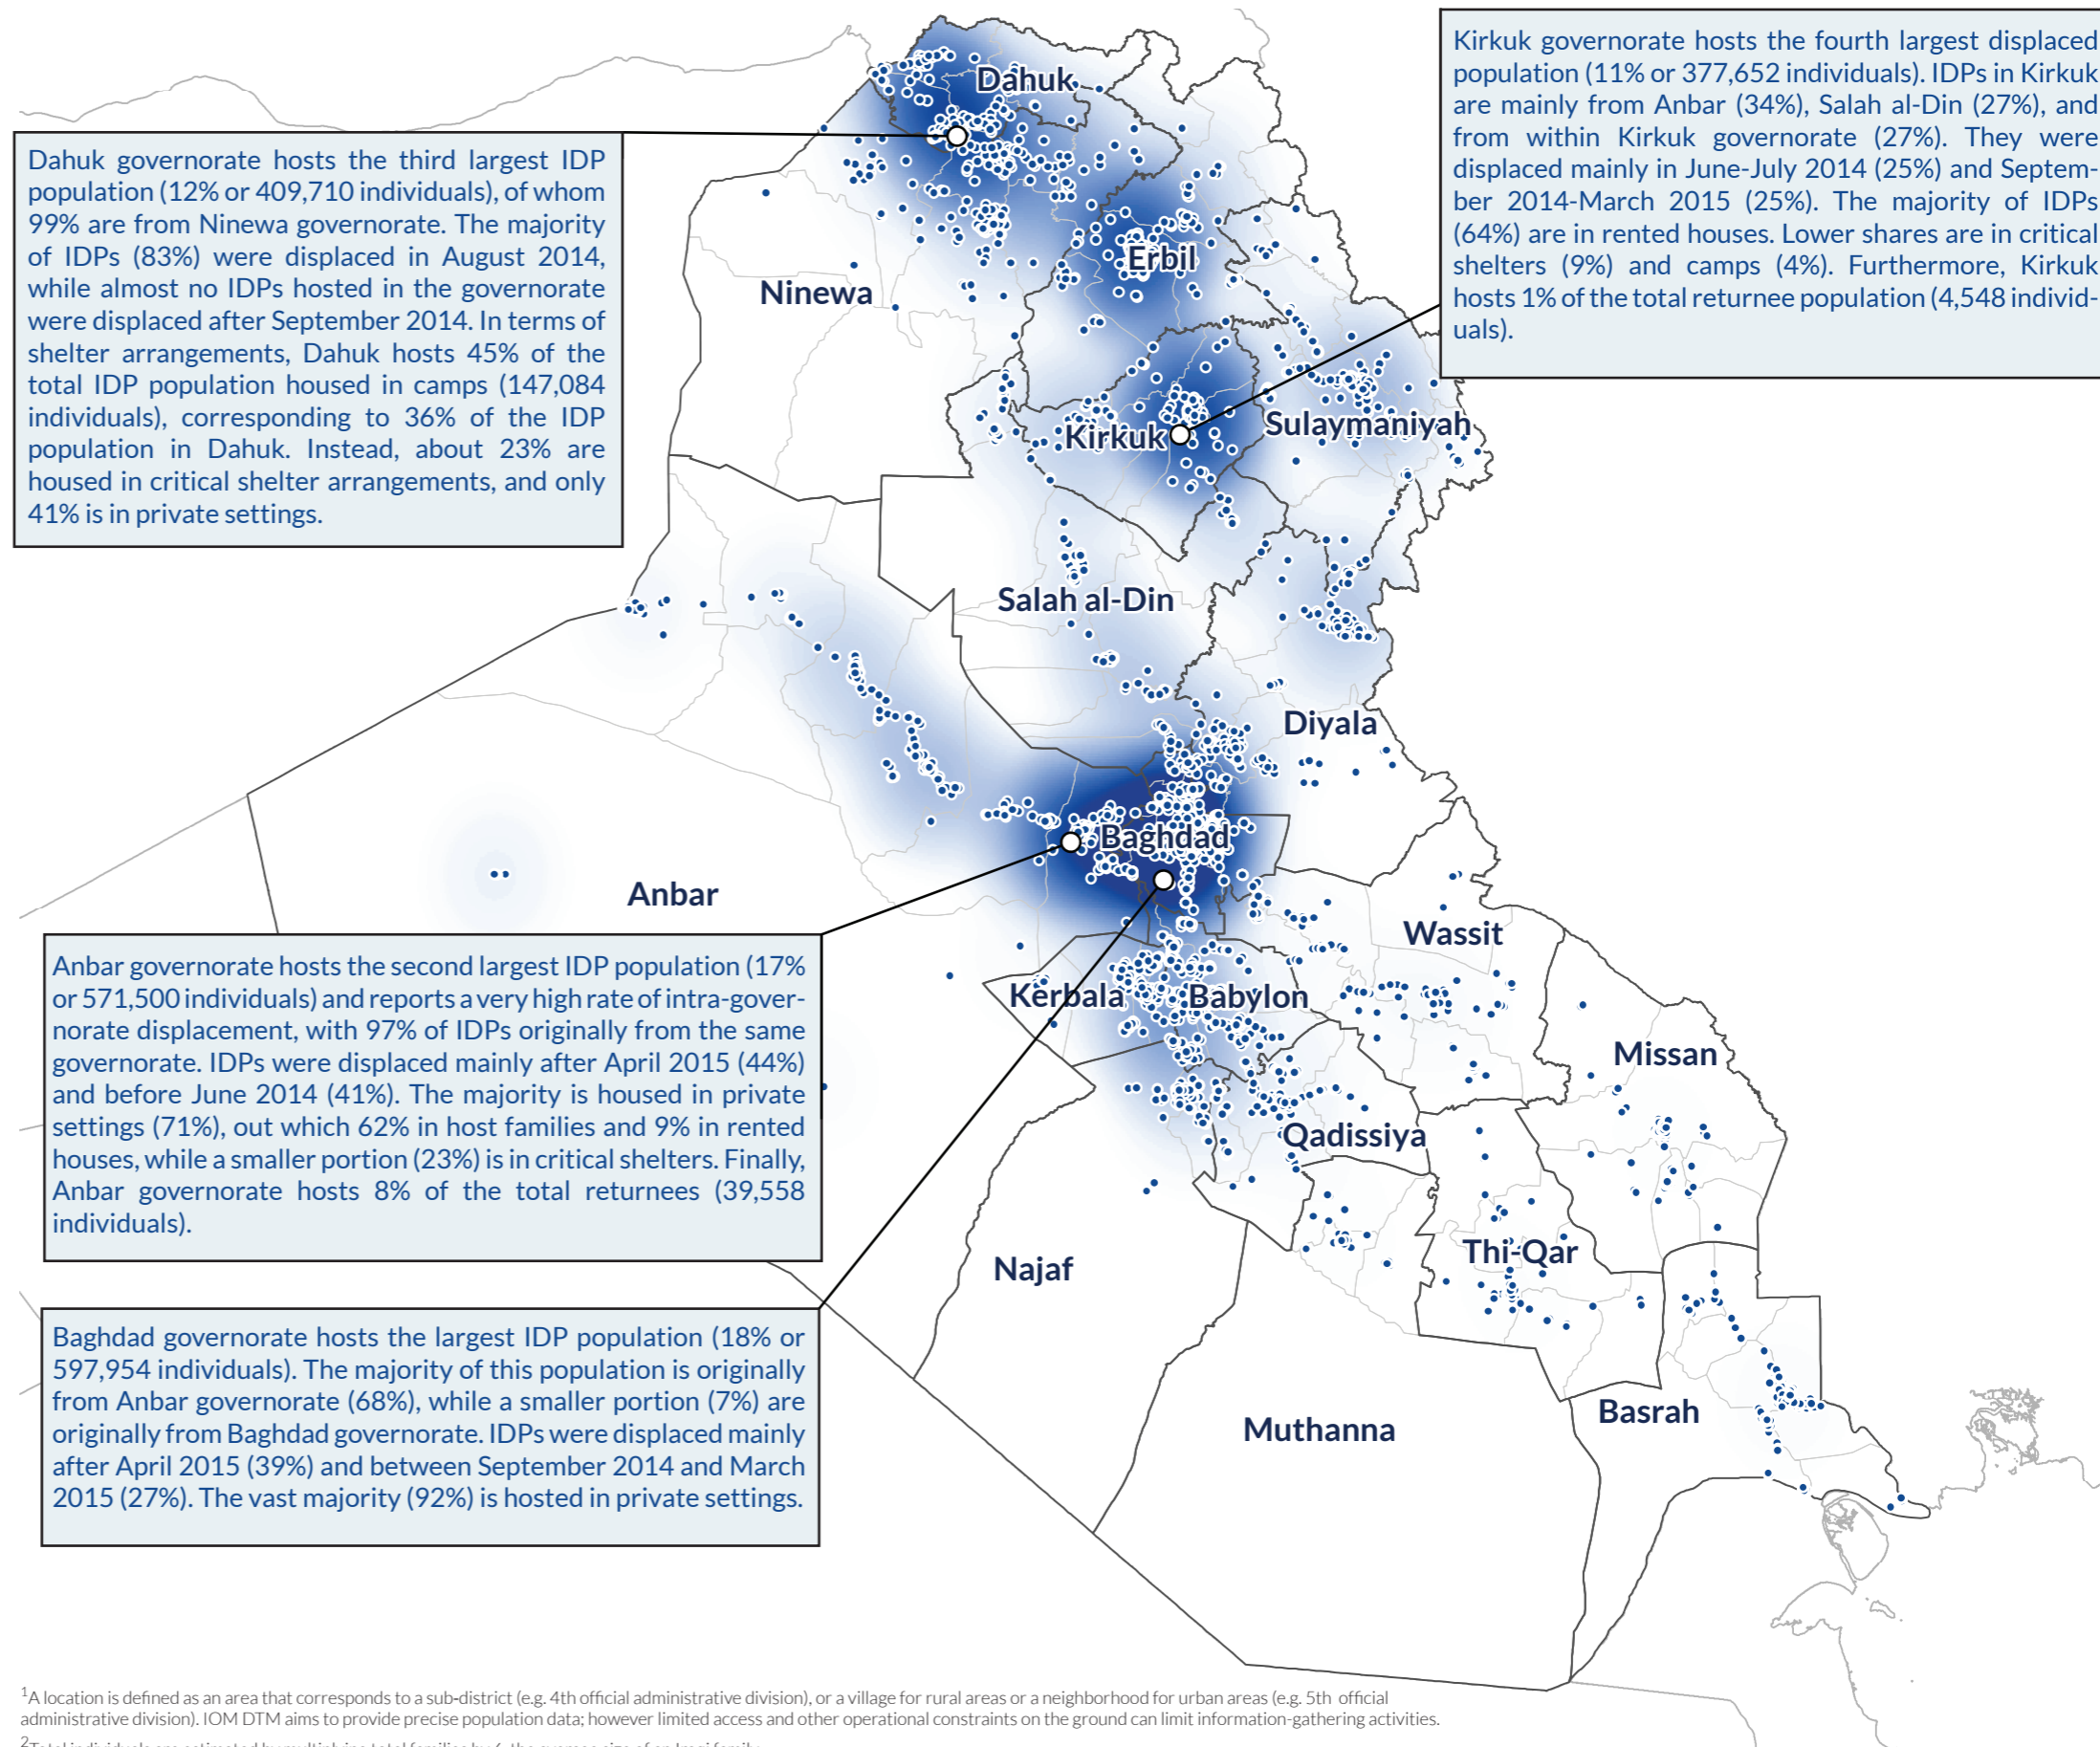 Kirkuk governorate hosts the fourth largest displaced
population (11% or 377,652 individuals). IDPs in Kirkuk
are mainly from Anbar (34%), Salah al-Din (27%), and
from within Kirkuk governorate (27%). They were
displaced mainly in June-July 2014 (25%) and Septem-
ber 2014-March 2015 (25%). The majority of IDPs
(64%) are in rented houses. Lower shares are in critical
shelters (9%) and camps (4%). Furthermore, Kirkuk
hosts 1% of the total returnee population (4,548 individ-
uals).
Dahuk governorate hosts the third largest IDP
population (12% or 409,710 individuals), of whom
99% are from Ninewa governorate. The majority
of IDPs (83%) were displaced in August 2014,
while almost no IDPs hosted in the governorate
were displaced after September 2014. In terms of
shelter arrangements, Dahuk hosts 45% of the
total IDP population housed in camps (147,084
individuals), corresponding to 36% of the IDP
population in Dahuk. Instead, about 23% are
housed in critical shelter arrangements, and only
41% is in private settings.
Dahuk
Erbil
Ninewa
Kirkuk
Sulaymaniyah
Salah al-Din
Diyala
Baghdad
Anbar
Wassit
Kerbala
Babylon
Missan
Qadissiya
Thi-Qar
Najaf
Muthanna
Basrah
Anbar governorate hosts the second largest IDP population (17%
or 571,500 individuals) and reports a very high rate of intra-gover-
norate displacement, with 97% of IDPs originally from the same
governorate. IDPs were displaced mainly after April 2015 (44%)
and before June 2014 (41%). The majority is housed in private
settings (71%), out which 62% in host families and 9% in rented
houses, while a smaller portion (23%) is in critical shelters. Finally,
Anbar governorate hosts 8% of the total returnees (39,558
individuals).
Baghdad governorate hosts the largest IDP population (18% or
597,954 individuals). The majority of this population is originally
from Anbar governorate (68%), while a smaller portion (7%) are
originally from Baghdad governorate. IDPs were displaced mainly
after April 2015 (39%) and between September 2014 and March
2015 (27%). The vast majority (92%) is hosted in private settings.
1A location is defined as an area that corresponds to a sub-district (e.g. 4th official administrative division), or a village for rural areas or a neighborhood for urban areas (e.g. 5th official
administrative division). IOM DTM aims to provide precise population data; however limited access and other operational constraints on the ground can limit information-gathering activities.
2Total individuals are estimated by multiplying total families by 6, the average size of an Iraqi family.